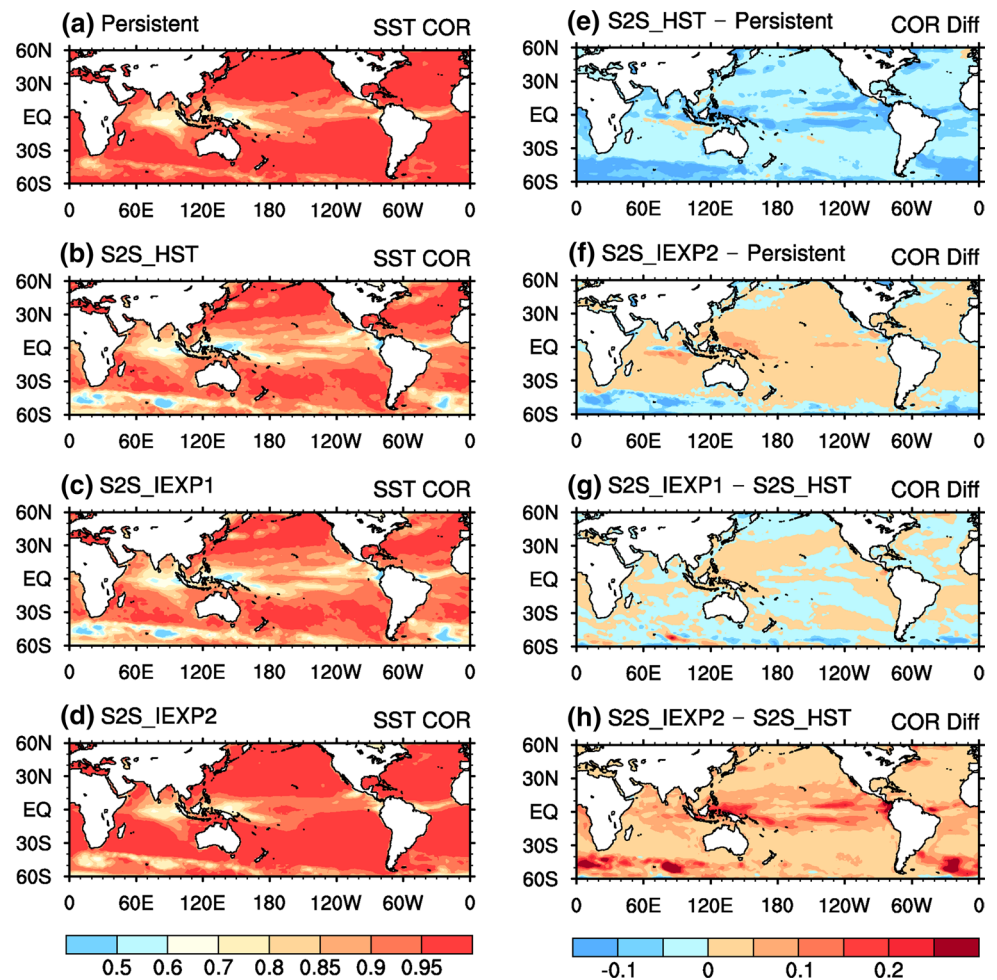 (a) Persistent SST COR
60N
30N
EQ
30S
60S
0 60E 120E 180 120W 60W 0
(b) S2S_HST SST COR
60N
30N
EQ
30S
60S
0 60E 120E 180 120W 60W 0
(c) S2S_IEXP1 SST COR
60N
30N
EQ
30S
60S
0 60E 120E 180 120W 60W 0
(d) S2S_IEXP2 SST COR
60N
30N
EQ
30S
60S
0 60E 120E 180 120W 60W 0
0.5 0.6 0.7 0.8 0.85 0.9 0.95
(e) S2S_HST – Persistent COR Diff
60N
30N
EQ
30S
60S
0 60E 120E 180 120W 60W 0
(f) S2S_IEXP2 – Persistent COR Diff
60N
30N
EQ
30S
60S
0 60E 120E 180 120W 60W 0
(g) S2S_IEXP1 – S2S_HST COR Diff
60N
30N
EQ
30S
60S
0 60E 120E 180 120W 60W 0
(h) S2S_IEXP2 – S2S_HST COR Diff
60N
30N
EQ
30S
60S
0 60E 120E 180 120W 60W 0
-0.1 0 0.1 0.2